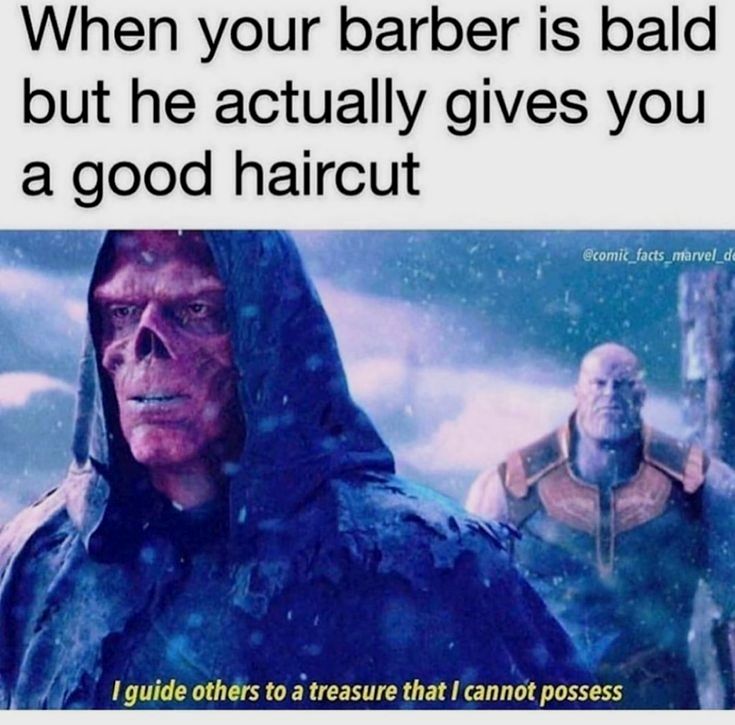 When your barber is bald
but he actually gives you
a good haircut
@comic_facts_marvel_d
I guide others to a treasure that I cannot possess